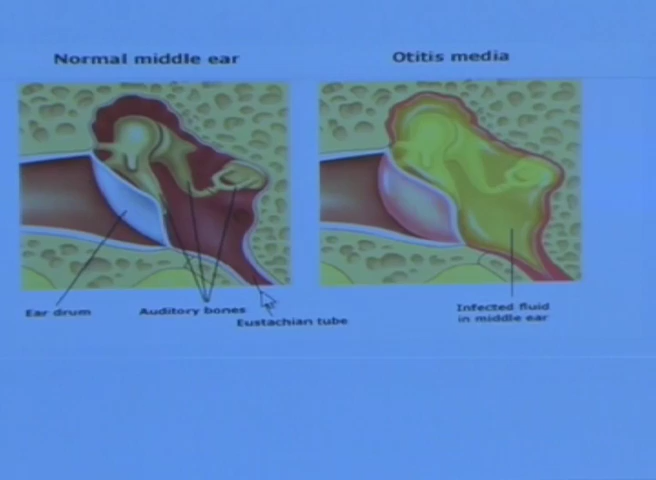 Normal middle ear
Otitis media
Ear drum
Auditory bones
Eustachian tube
Infected fluid
in middle ear